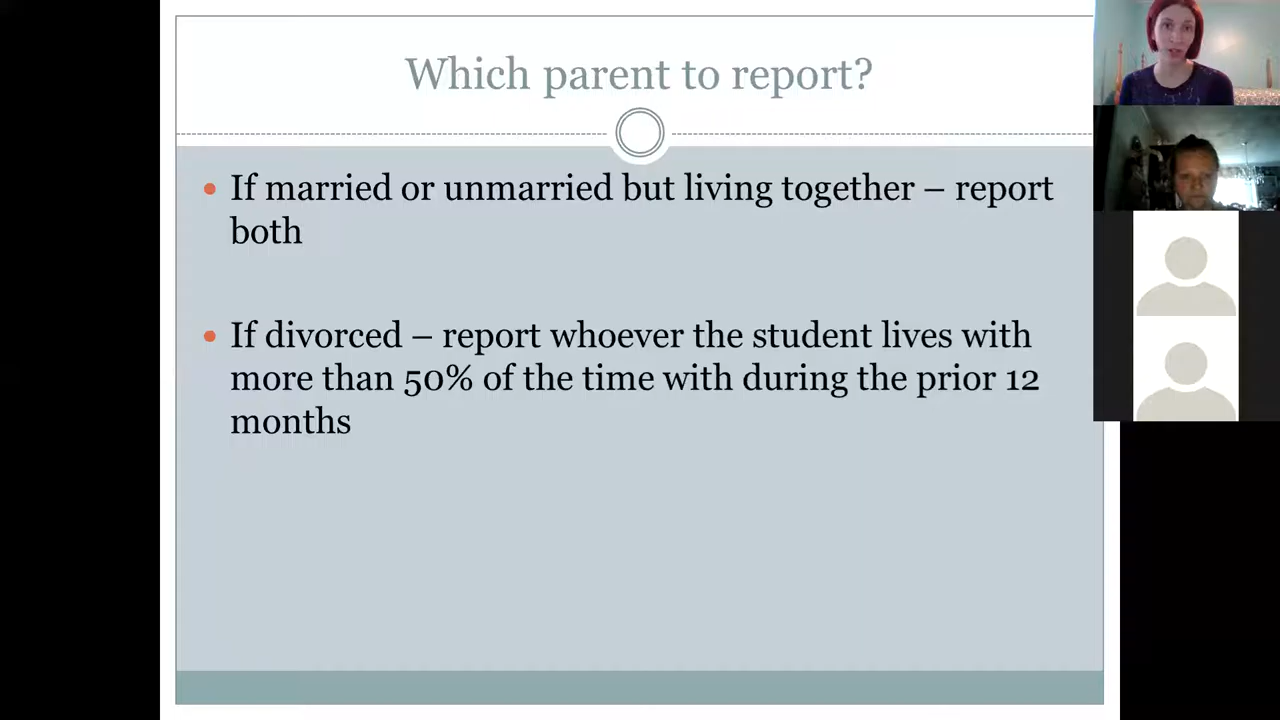 Which parent to report?
• If married or unmarried but living together – report
both
• If divorced – report whoever the student lives with
more than 50% of the time with during the prior 12
months